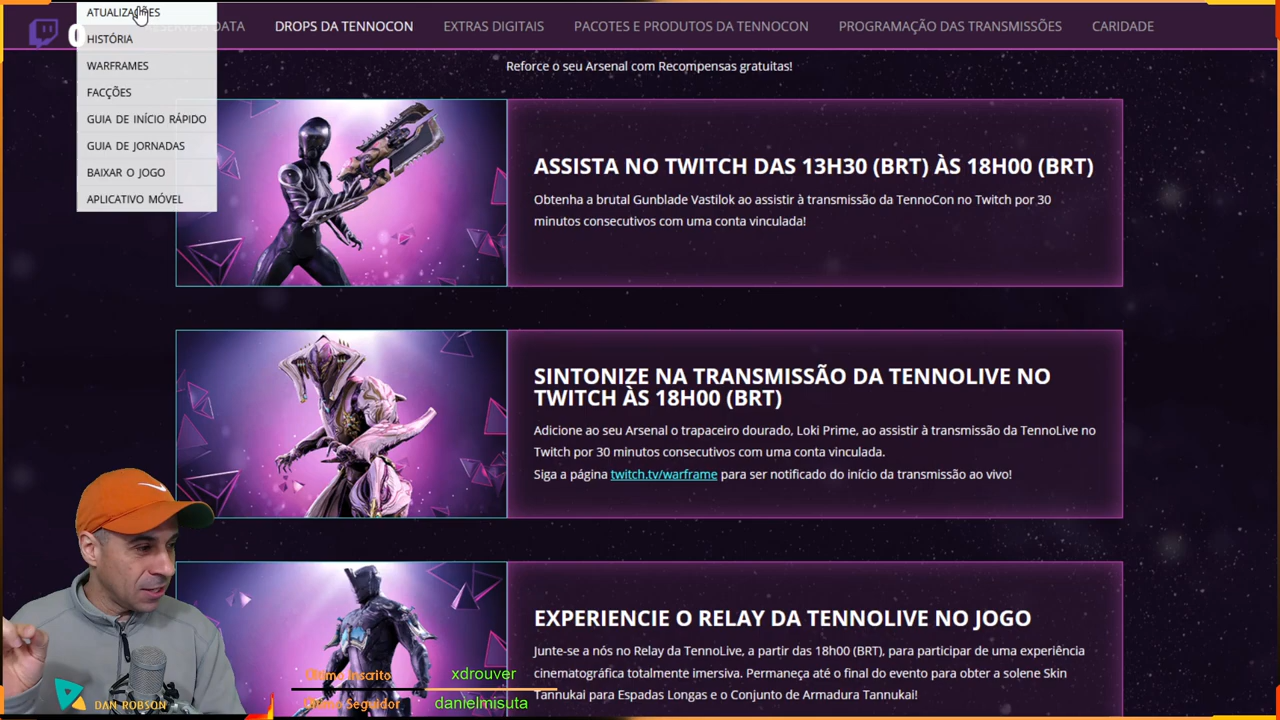 ATUALIZAÇÕES
HISTÓRIA
WARFRAMES
FACÇÕES
GUIA DE INÍCIO RÁPIDO
GUIA DE JORNADAS
BAIXAR O JOGO
APLICATIVO MÓVEL
0
DATA
DROPS DA TENNOCON
EXTRAS DIGITAIS
PACOTES E PRODUTOS DA TENNOCON
PROGRAMAÇÃO DAS TRANSMISSÕES
CARIDADE
Reforce o seu Arsenal com Recompensas gratuitas!
ASSISTA NO TWITCH DAS 13H30 (BRT) ÀS 18H00 (BRT)
Obtenha a brutal Gunblade Vastilok ao assistir à transmissão da TennoCon no Twitch por 30
minutos consecutivos com uma conta vinculada!
SINTONIZE NA TRANSMISSÃO DA TENNOLIVE NO
TWITCH ÀS 18H00 (BRT)
Adicione ao seu Arsenal o trapaceiro dourado, Loki Prime, ao assistir à transmissão da TennoLive no
Twitch por 30 minutos consecutivos com uma conta vinculada.
Siga a página twitch.tv/warframe para ser notificado do início da transmissão ao vivo!
EXPERIENCIE O RELAY DA TENNOLIVE NO JOGO
Junte-se a nós no Relay da TennoLive, a partir das 18h00 (BRT), para participar de uma experiência
cinematográfica totalmente imersiva. Permaneça até o final do evento para obter a solene Skin
Tannukai para Espadas Longas e o Conjunto de Armadura Tannukai!
Último Inscrito
xdrouver
Último Seguidor
danielmisuta
DAN ROBSON